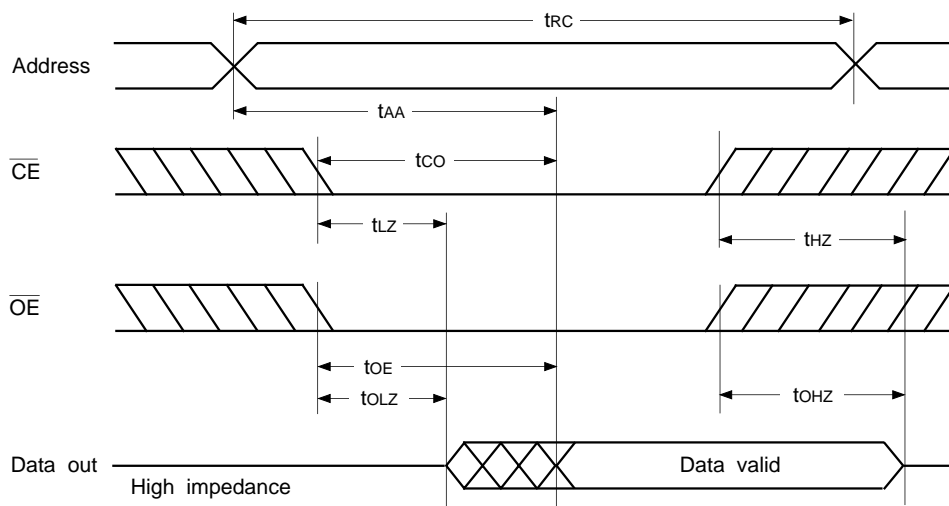 tRC
Address
tAA
CE
tCO
tLZ
tHZ
OE
tOE
tOLZ
tOHZ
Data out
Data valid
High impedance